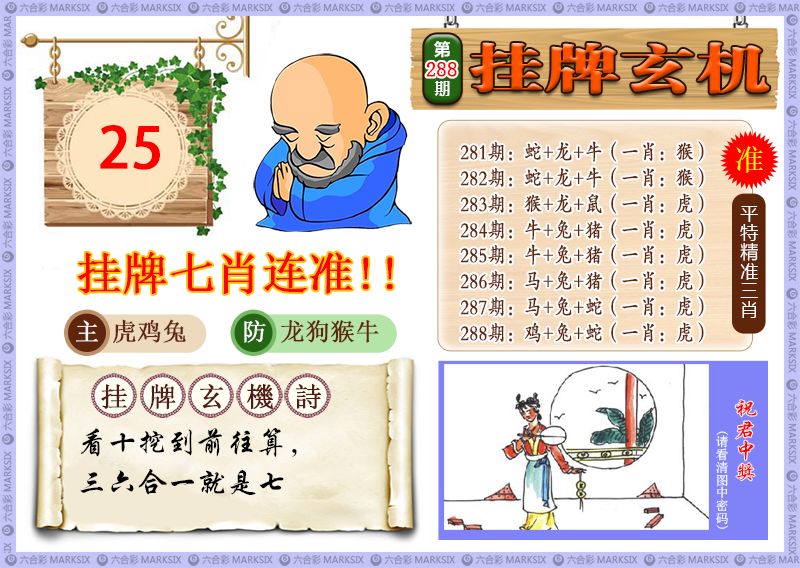 六合彩 MARKSIX
25
挂牌七肖连准!!
主 虎鸡兔
防 龙狗猴牛
挂牌玄機詩
看十挖到前往算，
三六合一就是七
第288期
挂牌玄机
281期：蛇+龙+牛（一肖：猴）
282期：蛇+龙+牛（一肖：猴）
283期：猴+龙+鼠（一肖：虎）
284期：牛+兔+猪（一肖：虎）
285期：牛+兔+猪（一肖：虎）
286期：马+兔+猪（一肖：虎）
287期：马+兔+蛇（一肖：虎）
288期：鸡+兔+蛇（一肖：虎）
准
平特精准三肖
祝君中奖
（请看清图中密码）